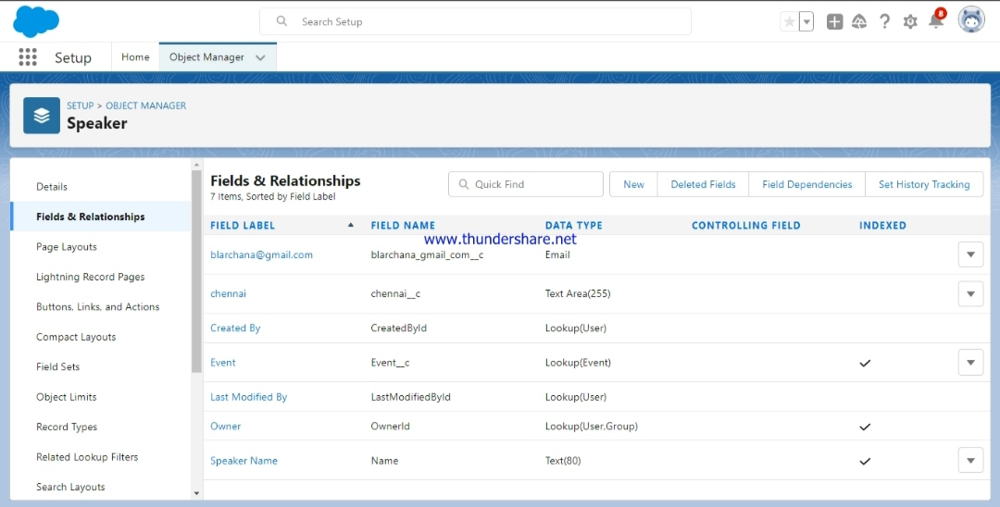 Search Setup
8
Setup
Home
Object Manager
SETUP > OBJECT MANAGER
Speaker
Details
Fields & Relationships
Page Layouts
Lightning Record Pages
Buttons, Links, and Actions
Compact Layouts
Field Sets
Object Limits
Record Types
Related Lookup Filters
Search Layouts
Fields & Relationships
7 Items, Sorted by Field Label
Quick Find
New
Deleted Fields
Field Dependencies
Set History Tracking
FIELD LABEL FIELD NAME DATA TYPE CONTROLLING FIELD INDEXED
www.thundershare.net
blarchana@gmail.com blarchana_gmail_com__c Email
chennai chennai__c Text Area(255)
Created By CreatedById Lookup(User)
Event Event__c Lookup(Event)
Last Modified By LastModifiedById Lookup(User)
Owner OwnerId Lookup(User,Group)
Speaker Name Name Text(80)